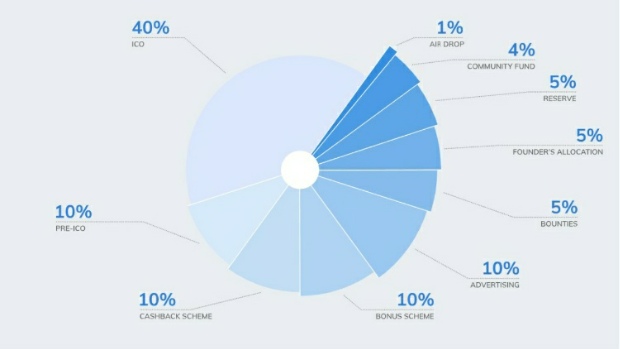 40%
ICO
1%
AIR DROP
4%
COMMUNITY FUND
5%
RESERVE
5%
FOUNDER'S ALLOCATION
5%
BOUNTIES
10%
ADVERTISING
10%
BONUS SCHEME
10%
CASHBACK SCHEME
10%
PRE-ICO